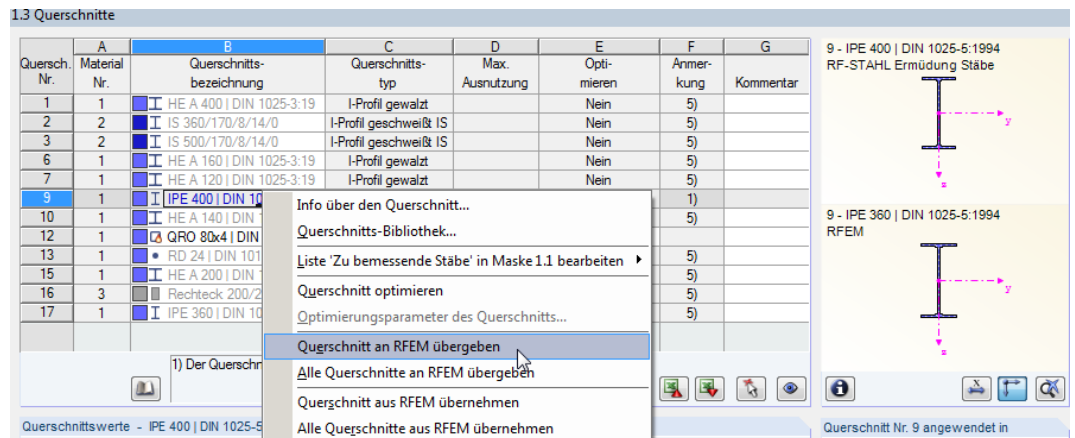 1.3 Querschnitte
A B C D E F G
Quersch. Nr. Material Nr. Querschnitts-bezeichnung Querschnitts-typ Max. Ausnutzung Opti-mieren Anmer-kung Kommentar
1 1 HE A 400 | DIN 1025-3:19 I-Profil gewalzt Nein 5)
2 2 IS 360/170/8/14/0 I-Profil geschweißt IS Nein 5)
3 2 IS 500/170/8/14/0 I-Profil geschweißt IS Nein 5)
6 1 HE A 160 | DIN 1025-3:19 I-Profil gewalzt Nein 5)
7 1 HE A 120 | DIN 1025-3:19 I-Profil gewalzt Nein 5)
9 1 IPE 400 | DIN 10 1)
10 1 HE A 140 | DIN 1 5)
12 1 QRO 80x4 | DIN
13 1 RD 24 | DIN 101 5)
15 1 HE A 200 | DIN 1 5)
16 3 Rechteck 200/2 5)
17 1 IPE 360 | DIN 10 5)
Info über den Querschnitt...
Querschnitts-Bibliothek...
Liste 'Zu bemessende Stäbe' in Maske 1.1 bearbeiten
Querschnitt optimieren
Optimierungsparameter des Querschnitts...
Querschnitt an RFEM übergeben
Alle Querschnitte an RFEM übergeben
Querschnitt aus RFEM übernehmen
Alle Querschnitte aus RFEM übernehmen
1) Der Querschn
Querschnittswerte - IPE 400 | DIN 1025-5
9 - IPE 400 | DIN 1025-5:1994
RF-STAHL Ermüdung Stäbe
y
z
9 - IPE 360 | DIN 1025-5:1994
RFEM
y
z
Querschnitt Nr. 9 angewendet in